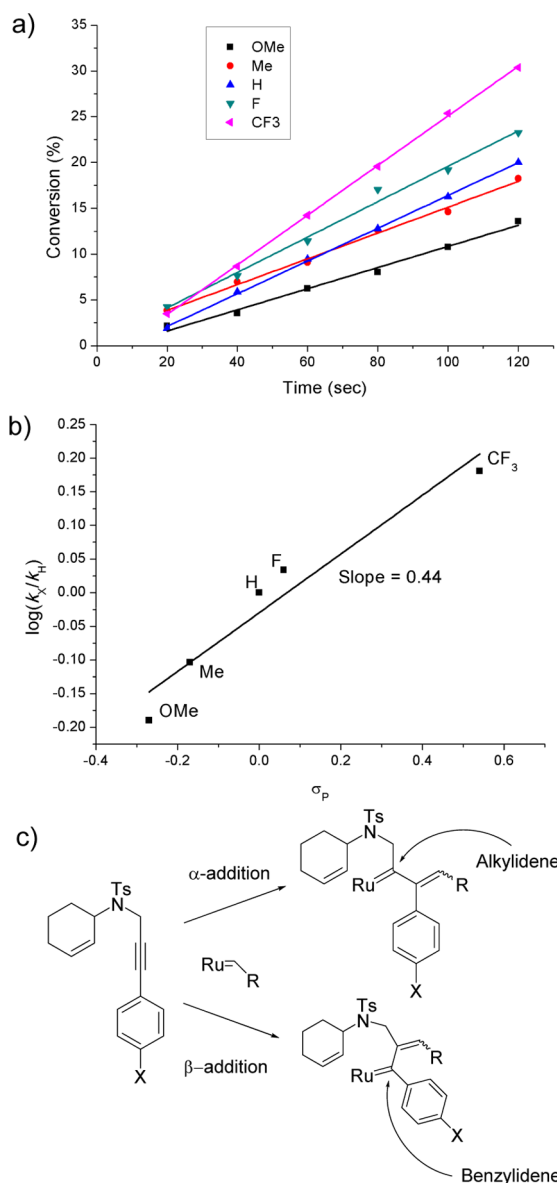 a)
OMe
Me
H
F
CF3
35
30
25
20
15
10
5
0
Conversion (%)
0 20 40 60 80 100 120
Time (sec)
b)
0.25
0.20
0.15
0.10
0.05
0.00
-0.05
-0.10
-0.15
-0.20
log(kX/kH)
CF3
F
H
Slope = 0.44
Me
OMe
-0.4 -0.2 0.0 0.2 0.4 0.6
σP
c)
Ts
N
α-addition
Ru
R
Alkylidene
X
Ts
N
Ru
R
X
β-addition
Ts
N
R
Ru
X
Benzylidene